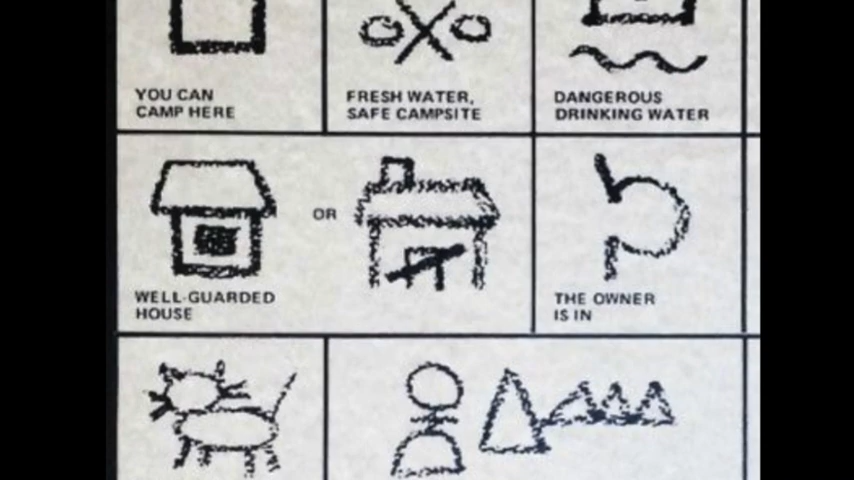 YOU CAN
CAMP HERE
FRESH WATER,
SAFE CAMPSITE
DANGEROUS
DRINKING WATER
OR
WELL-GUARDED
HOUSE
THE OWNER
IS IN